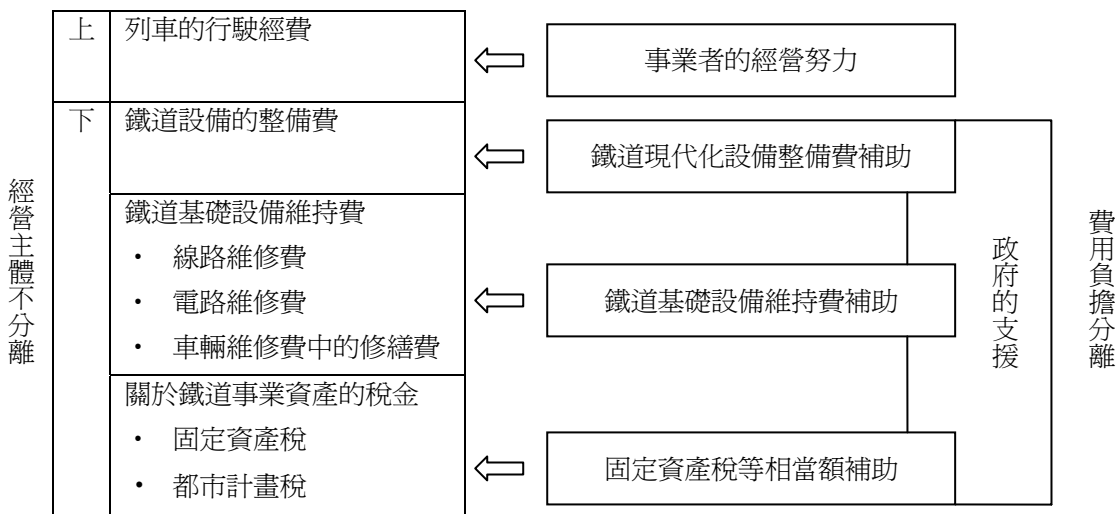 經營主體不分離
上
列車的行駛經費
事業者的經營努力
下
鐵道設備的整備費
鐵道現代化設備整備費補助
鐵道基礎設備維持費
・ 線路維修費
・ 電路維修費
・ 車輛維修費中的修繕費
鐵道基礎設備維持費補助
關於鐵道事業資產的稅金
・ 固定資產稅
・ 都市計畫稅
固定資產稅等相當額補助
政府的支援
費用負擔分離